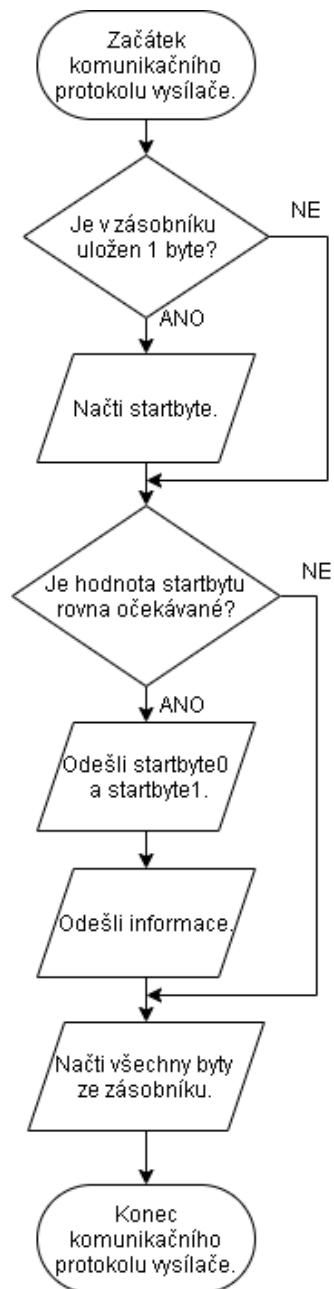 Začátek
komunikačního
protokolu vysílače.
Je v zásobníku
uložen 1 byte?
NE
ANO
Načti startbyte.
Je hodnota startbytu
rovna očekávané?
NE
ANO
Odešli startbyte0
a startbyte1.
Odešli informace.
Načti všechny byty
ze zásobníku.
Konec
komunikačního
protokolu vysílače.